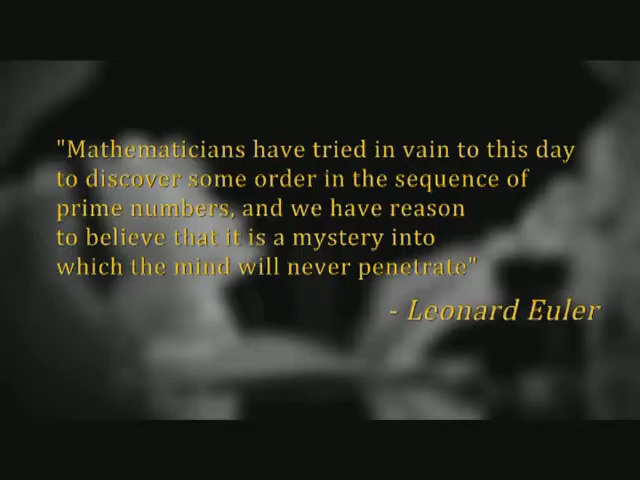 "Mathematicians have tried in vain to this day
to discover some order in the sequence of
prime numbers, and we have reason
to believe that it is a mystery into
which the mind will never penetrate"
- Leonard Euler